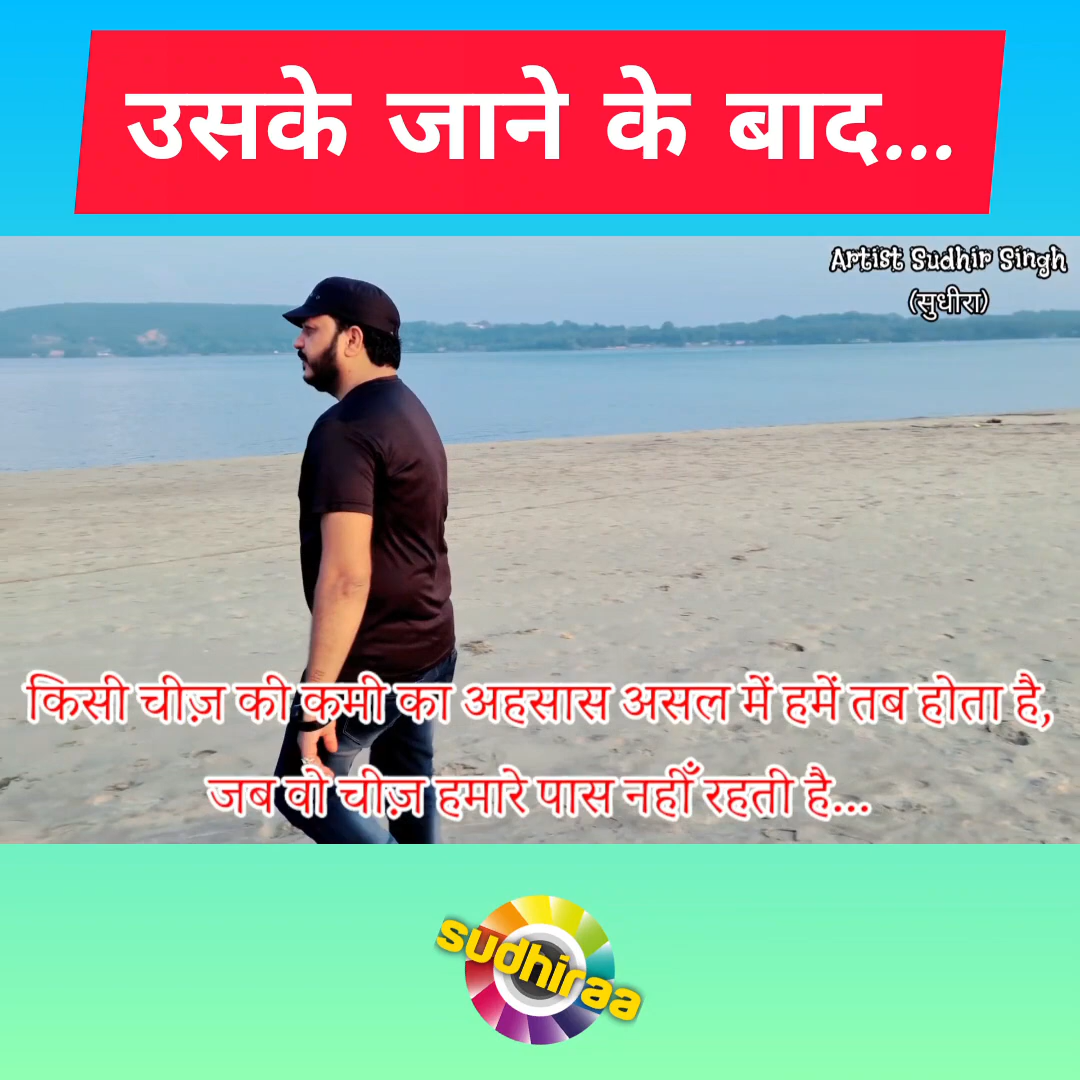 उसके जाने के बाद...
Artist Sudhir Singh
(सुधीरा)
किसी चीज़ की कमी का अहसास असल में हमें तब होता है,
जब वो चीज़ हमारे पास नहीं रहती है...
sudhiraa